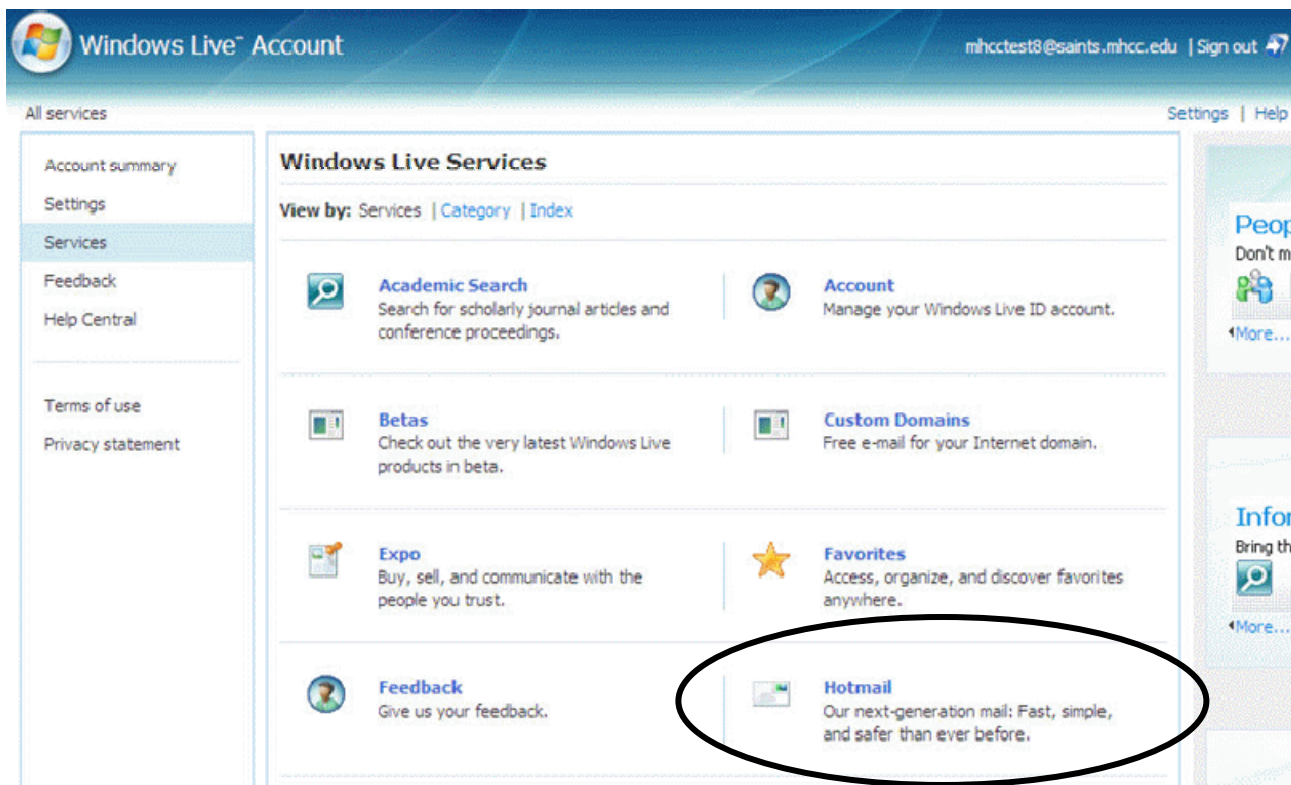 Windows Live™ Account
mhcctest8@saints.mhcc.edu | Sign out
All services
Settings | Help
Account summary
Settings
Services
Feedback
Help Central
Terms of use
Privacy statement
Windows Live Services
View by: Services | Category | Index
Academic Search
Search for scholarly journal articles and
conference proceedings.
Account
Manage your Windows Live ID account.
Betas
Check out the very latest Windows Live
products in beta.
Custom Domains
Free e-mail for your Internet domain.
Expo
Buy, sell, and communicate with the
people you trust.
Favorites
Access, organize, and discover favorites
anywhere.
Feedback
Give us your feedback.
Hotmail
Our next-generation mail: Fast, simple,
and safer than ever before.
Peop
Don't m
More...
Infor
Bring th
More...